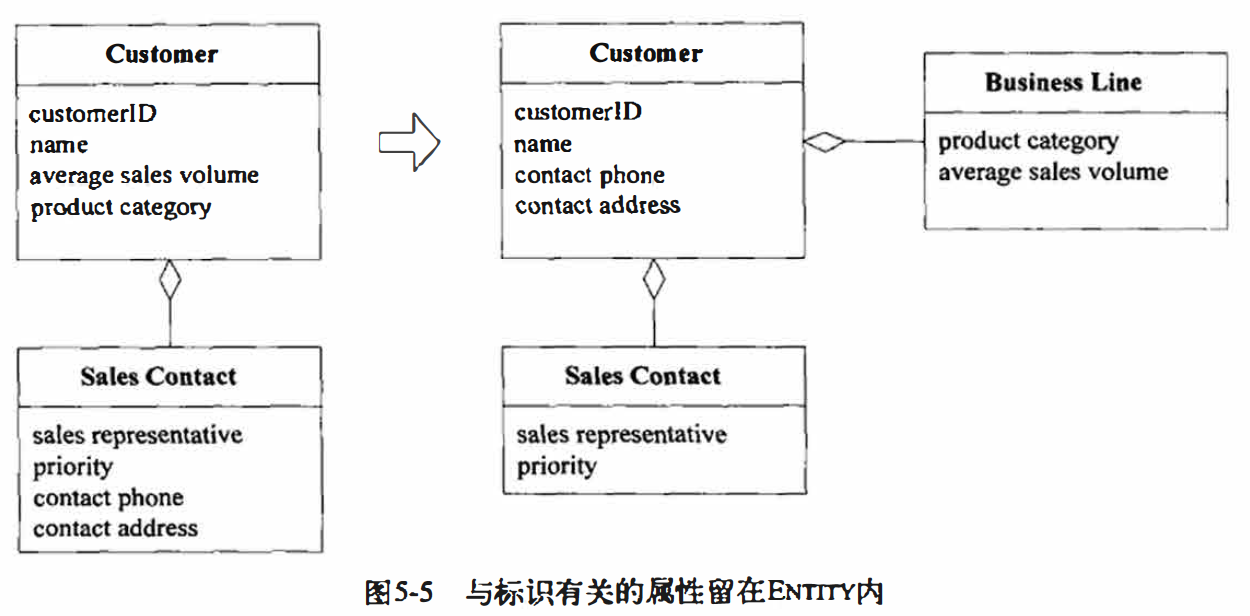 Customer
customerID
name
average sales volume
product category
Sales Contact
sales representative
priority
contact phone
contact address
Customer
customerID
name
contact phone
contact address
Sales Contact
sales representative
priority
Business Line
product category
average sales volume
图5-5 与标识有关的属性留在ENTITY内